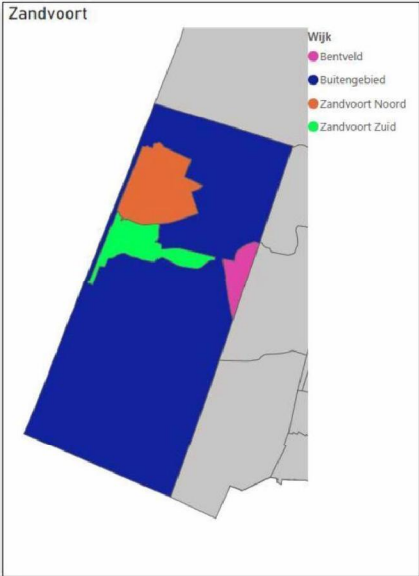 Zandvoort
Wijk
Bentveld
Buitengebied
Zandvoort Noord
Zandvoort Zuid